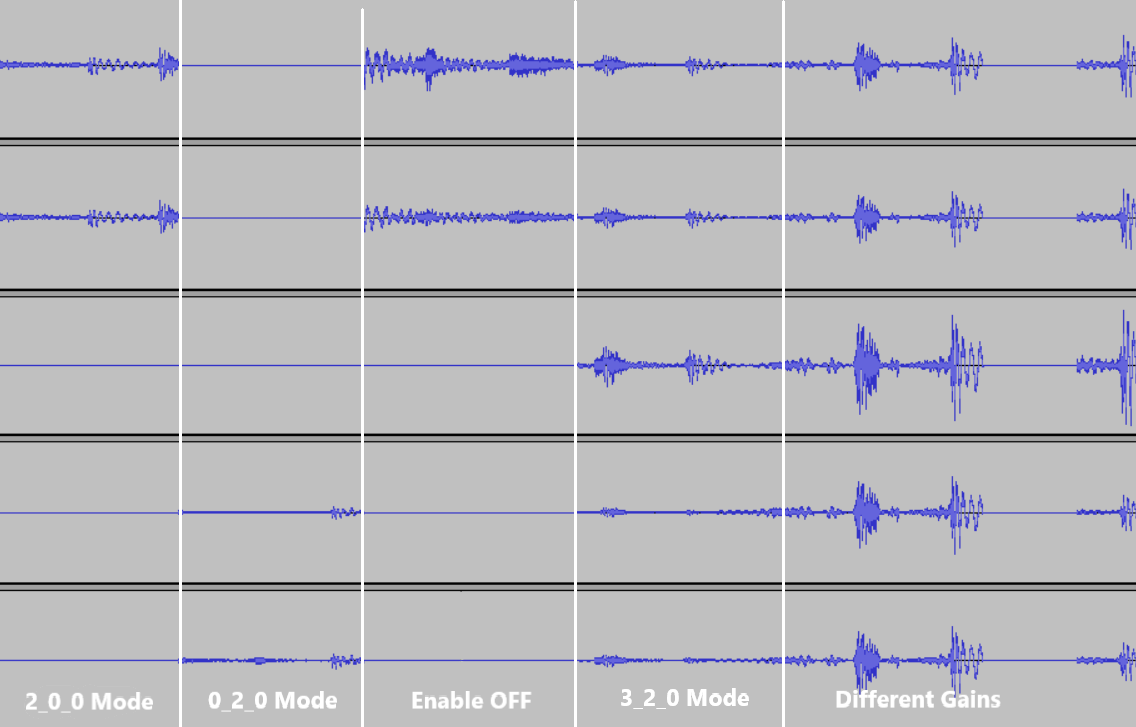 2_0_0 Mode
0_2_0 Mode
Enable OFF
3_2_0 Mode
Different Gains